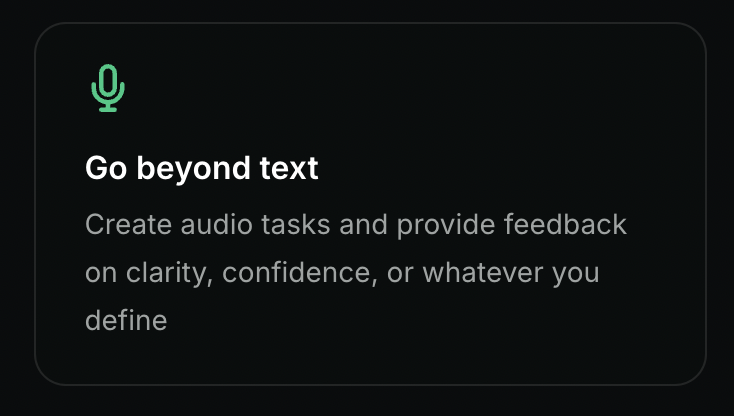 Go beyond text
Create audio tasks and provide feedback
on clarity, confidence, or whatever you
define